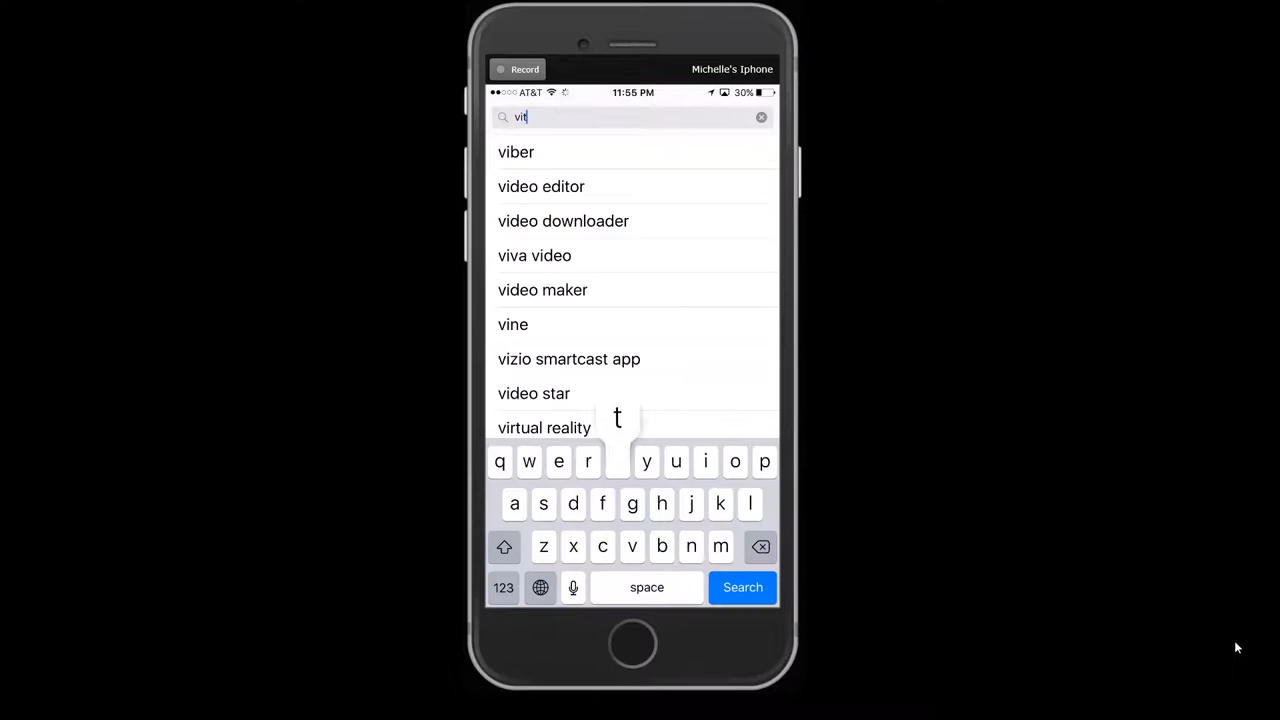 Record Michelle's Iphone
AT&T 11:55 PM 30%
vit
viber
video editor
video downloader
viva video
video maker
vine
vizio smartcast app
video star
virtual reality
t
q w e r y u i o p
a s d f g h j k l
z x c v b n m
123 space Search